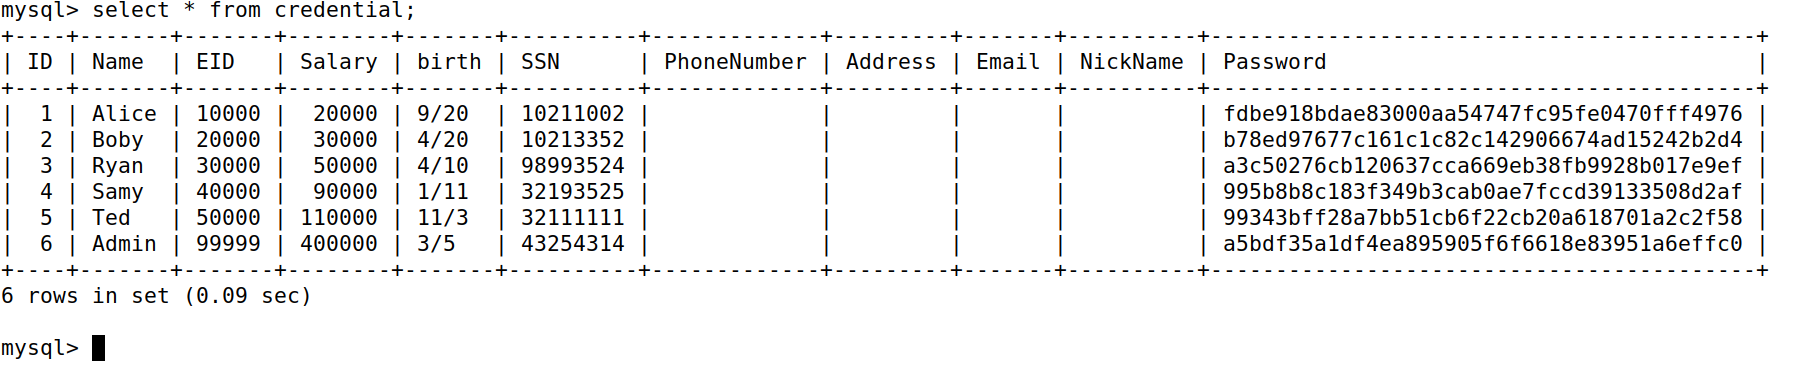 mysql> select * from credential;
+----+-------+-------+--------+-------+----------+-------------+---------+-------+----------+------------------------------------------+
| ID | Name  | EID   | Salary | birth | SSN      | PhoneNumber | Address | Email | NickName | Password                                 |
+----+-------+-------+--------+-------+----------+-------------+---------+-------+----------+------------------------------------------+
|  1 | Alice | 10000 |  20000 | 9/20  | 10211002 |             |         |       |          | fdbe918bdae83000aa54747fc95fe0470fff4976 |
|  2 | Boby  | 20000 |  30000 | 4/20  | 10213352 |             |         |       |          | b78ed97677c161c1c82c142906674ad15242b2d4 |
|  3 | Ryan  | 30000 |  50000 | 4/10  | 98993524 |             |         |       |          | a3c50276cb120637cca669eb38fb9928b017e9ef |
|  4 | Samy  | 40000 |  90000 | 1/11  | 32193525 |             |         |       |          | 995b8b8c183f349b3cab0ae7fccd39133508d2af |
|  5 | Ted   | 50000 | 110000 | 11/3  | 32111111 |             |         |       |          | 99343bff28a7bb51cb6f22cb20a618701a2c2f58 |
|  6 | Admin | 99999 | 400000 | 3/5   | 43254314 |             |         |       |          | a5bdf35a1df4ea895905f6f6618e83951a6effc0 |
+----+-------+-------+--------+-------+----------+-------------+---------+-------+----------+------------------------------------------+
6 rows in set (0.09 sec)
mysql>